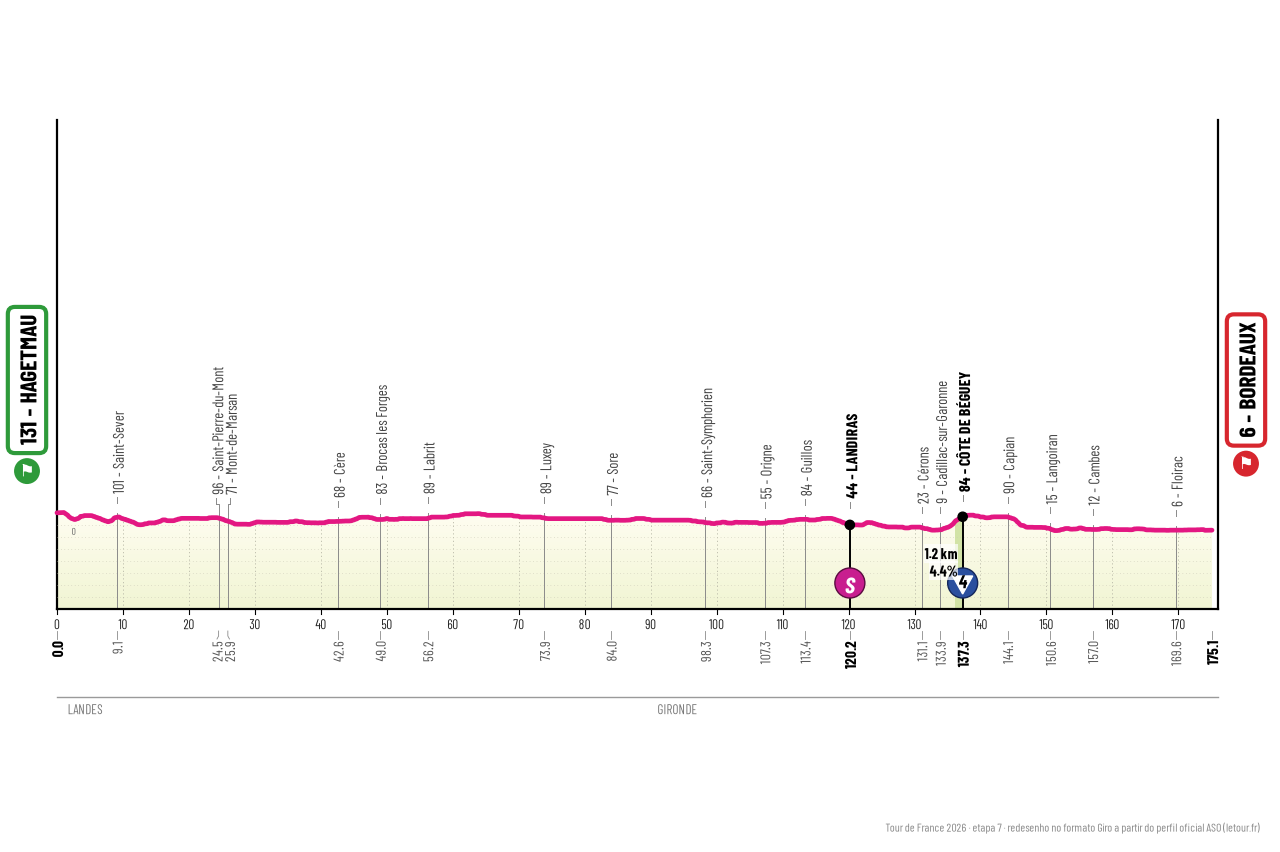 131 - HAGETMAU
101 - Saint-Sever
96 - Saint-Pierre-du-Mont
71 - Mont-de-Marsan
68 - Cère
83 - Brocas les Forges
89 - Labrit
89 - Luxey
77 - Sore
66 - Saint-Symphorien
55 - Origne
84 - Guillos
44 - LANDIRAS
23 - Cérons
9 - Cadillac-sur-Garonne
84 - CÔTE DE BÉGUEY
90 - Capian
15 - Langoiran
12 - Cambes
6 - Floirac
6 - BORDEAUX
0
1.2 km
4.4%
S
4
0 10 20 30 40 50 60 70 80 90 100 110 120 130 140 150 160 170
0.0 9.1 24.5 25.9 42.6 49.0 56.2 73.9 84.0 98.3 107.3 113.4 120.2 131.1 133.9 137.3 144.1 150.6 157.0 169.6 175.1
LANDES
GIRONDE
Tour de France 2026 · etapa 7 · redesenho no formato Giro a partir do perfil oficial ASO (letour.fr)